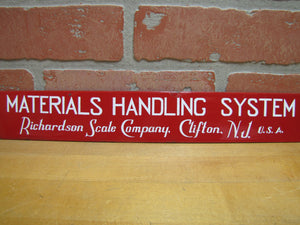 MATERIALS HANDLING SYSTEM
Richardson Scale Company, Clifton, N.J. U.S.A.